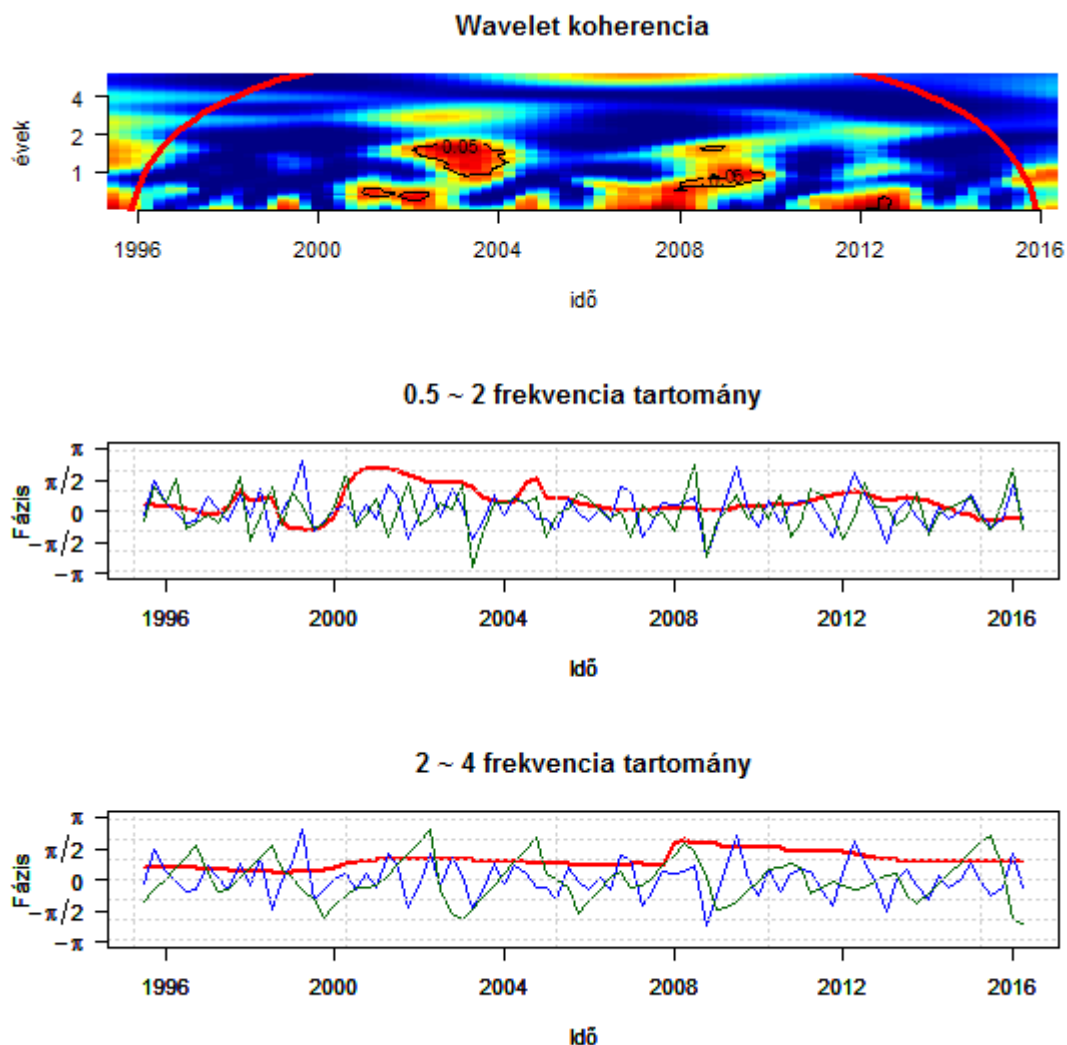 Wavelet koherencia
évek
4
2
1
0.05
.05
1996 2000 2004 2008 2012 2016
idő
0.5 ~ 2 frekvencia tartomány
Fázis
π
π/2
0
−π/2
−π
1996 2000 2004 2008 2012 2016
Idő
2 ~ 4 frekvencia tartomány
Fázis
π
π/2
0
−π/2
−π
1996 2000 2004 2008 2012 2016
Idő